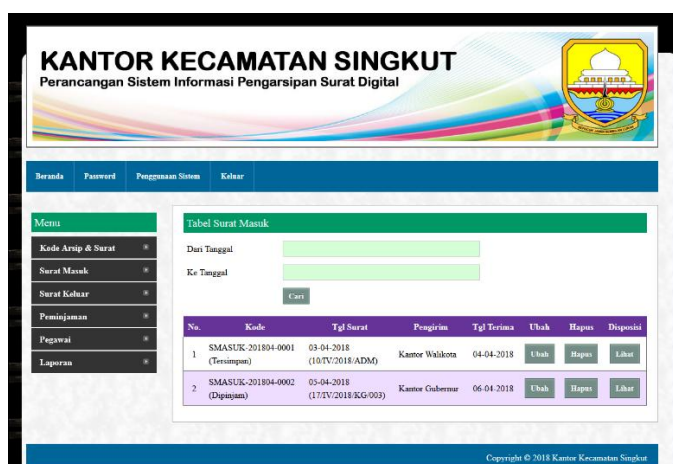 KANTOR KECAMATAN SINGKUT
Perancangan Sistem Informasi Pengarsipan Surat Digital
Beranda Password Penggunaan Sistem Keluar
Menu
Kode Arsip & Surat
Surat Masuk
Surat Keluar
Peminjaman
Pegawai
Laporan
Tabel Surat Masuk
Dari Tanggal
Ke Tanggal
Cari
No. Kode Tgl Surat Pengirim Tgl Terima Ubah Hapus Disposisi
1 SMASUK-201804-0001 03-04-2018 Kantor Walikota 04-04-2018 Ubah Hapus Lihat
(Tersimpan) (10/IV/2018/ADM)
2 SMASUK-201804-0002 05-04-2018 Kantor Gubernur 06-04-2018 Ubah Hapus Lihat
(Dipinjam) (17/IV/2018/KG/003)
Copyright © 2018 Kantor Kecamatan Singkut